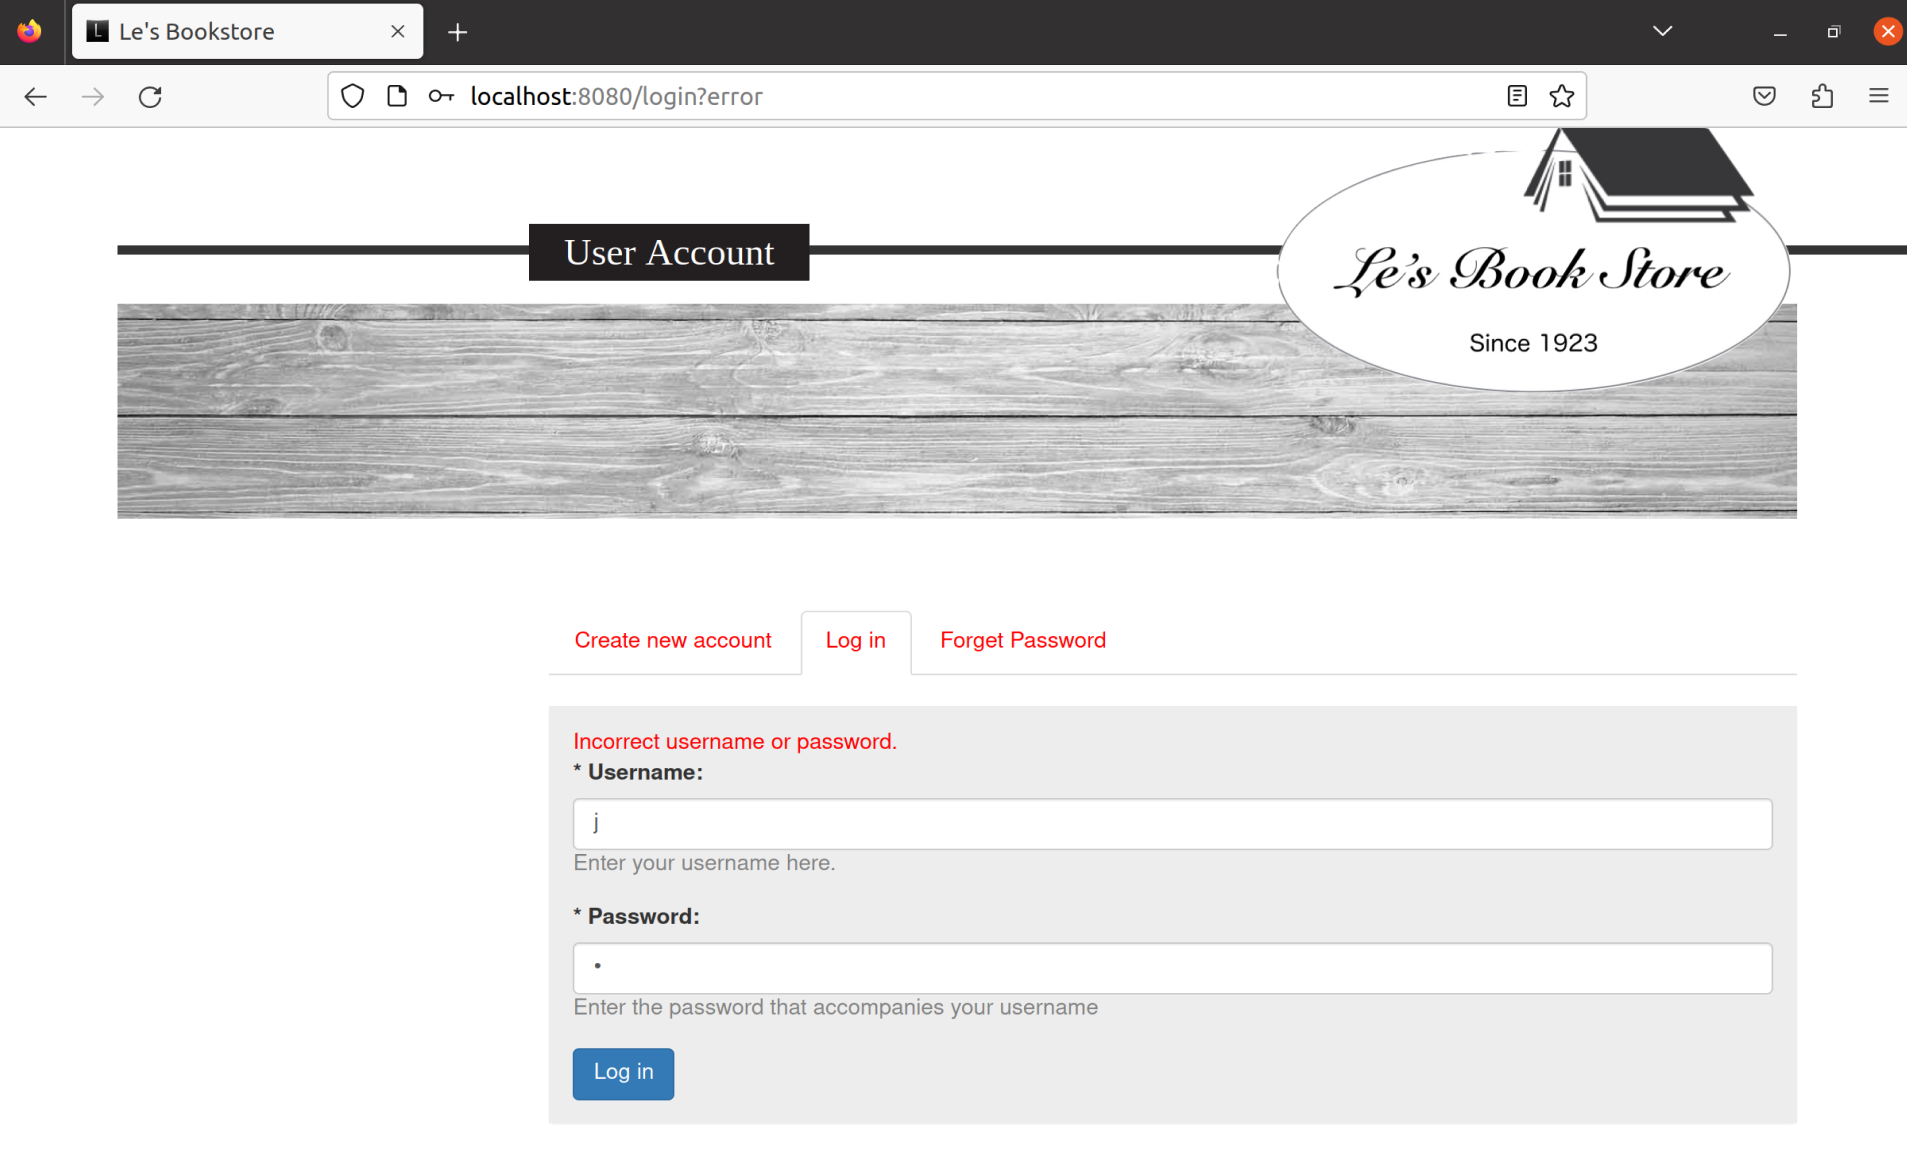 L Le's Bookstore
localhost:8080/login?error
User Account
Le's Book Store
Since 1923
Create new account Log in Forget Password
Incorrect username or password.
* Username:
j
Enter your username here.
* Password:
•
Enter the password that accompanies your username
Log in